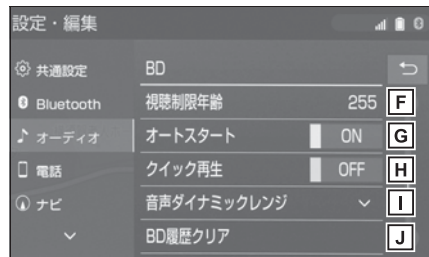 設定・編集
共通設定
Bluetooth
オーディオ
電話
ナビ
BD
視聴制限年齢 255 F
オートスタート ON G
クイック再生 OFF H
音声ダイナミックレンジ I
BD履歴クリア J